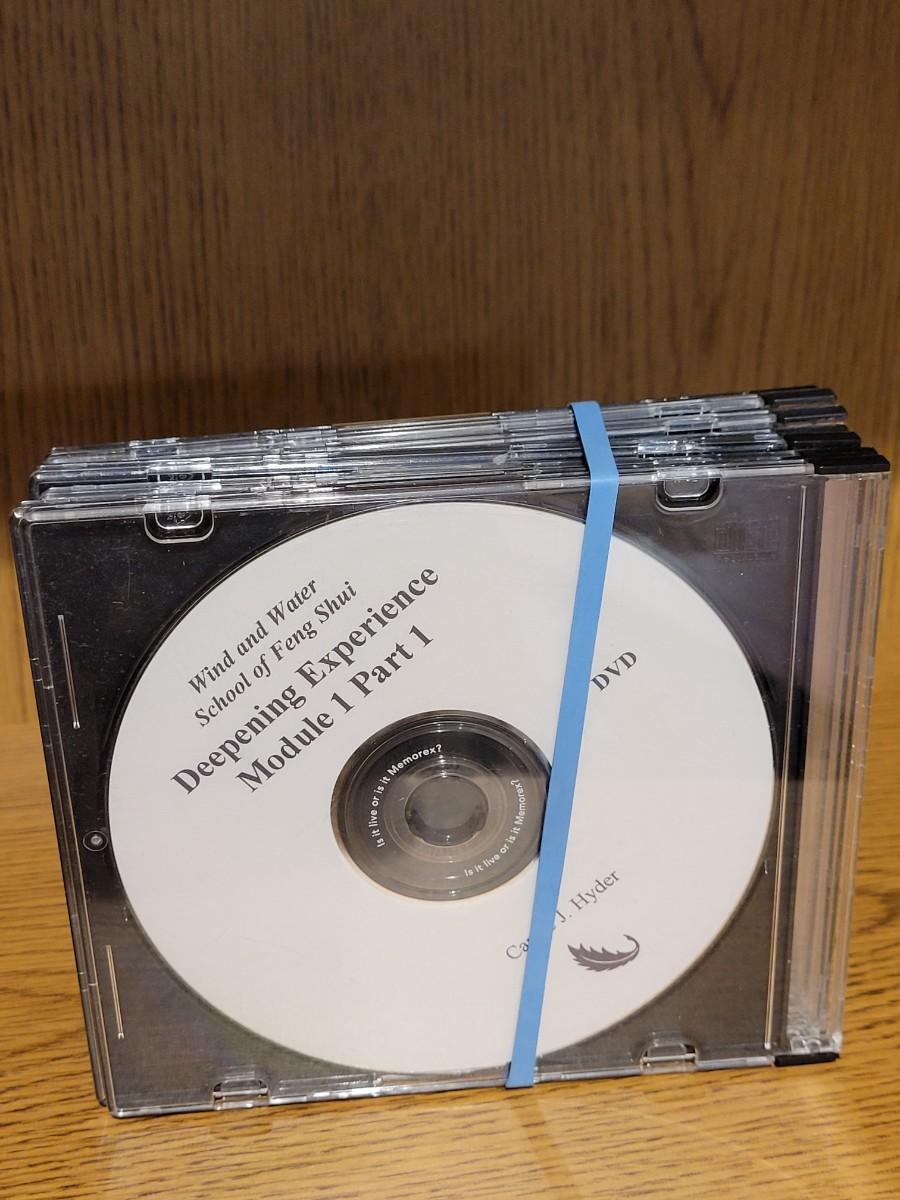 Wind and Water
School of Feng Shui
Deepening Experience
Module 1 Part 1
DVD
Is it live or is it Memorex?
Is it live or is it Memorex?
J. Hyder